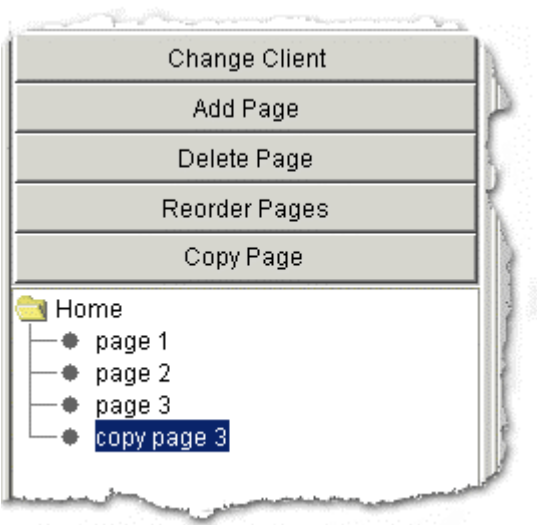 Change Client
Add Page
Delete Page
Reorder Pages
Copy Page
Home
page 1
page 2
page 3
copy page 3